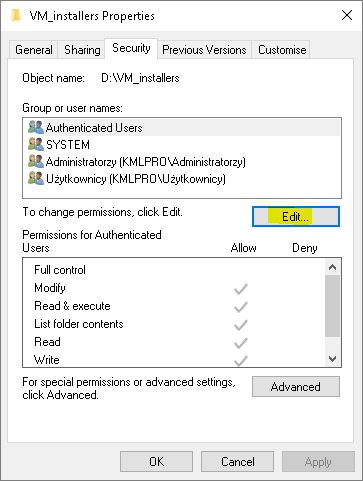 VM_installers Properties
General Sharing Security Previous Versions Customise
Object name: D:\VM_installers
Group or user names:
Authenticated Users
SYSTEM
Administratorzy (KMLPRO\Administratorzy)
Użytkownicy (KMLPRO\Użytkownicy)
To change permissions, click Edit.
Edit...
Permissions for Authenticated
Users Allow Deny
Full control
Modify
Read & execute
List folder contents
Read
Write
For special permissions or advanced settings,
click Advanced.
Advanced
OK Cancel Apply